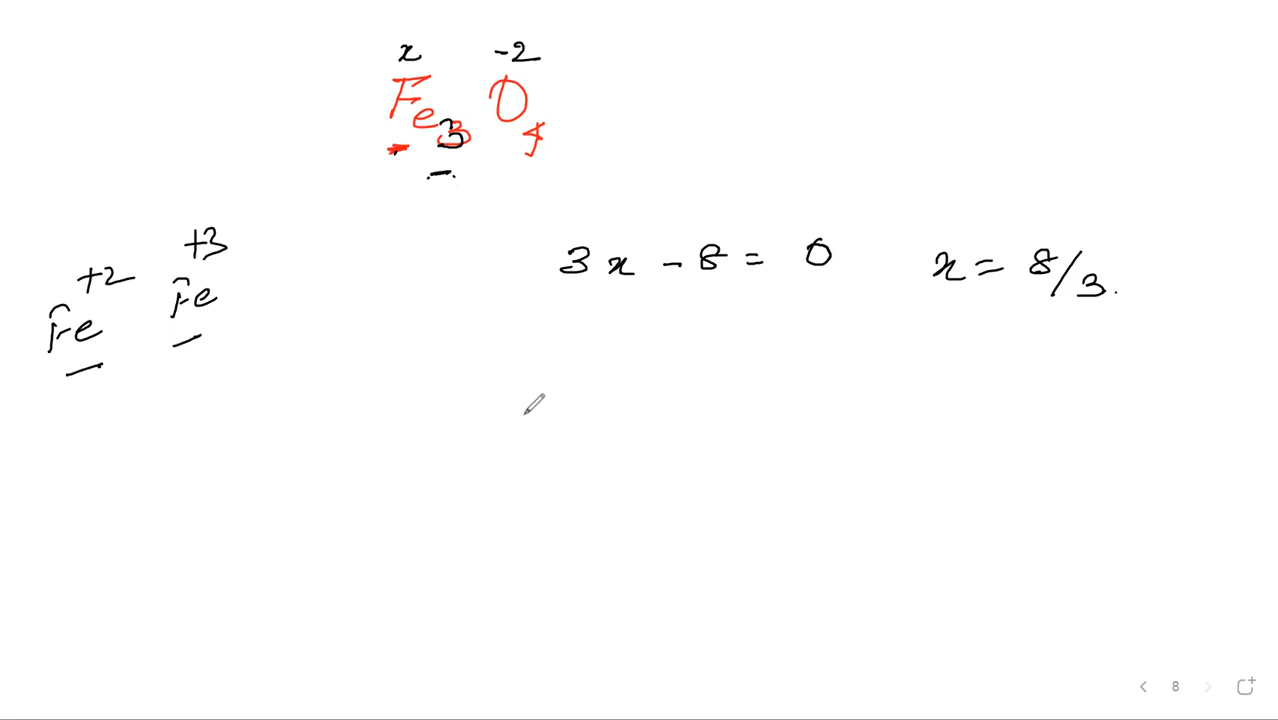 x -2
Fe3 O4
+2 +3
Fe Fe
3x - 8 = 0 x = 8/3.
8